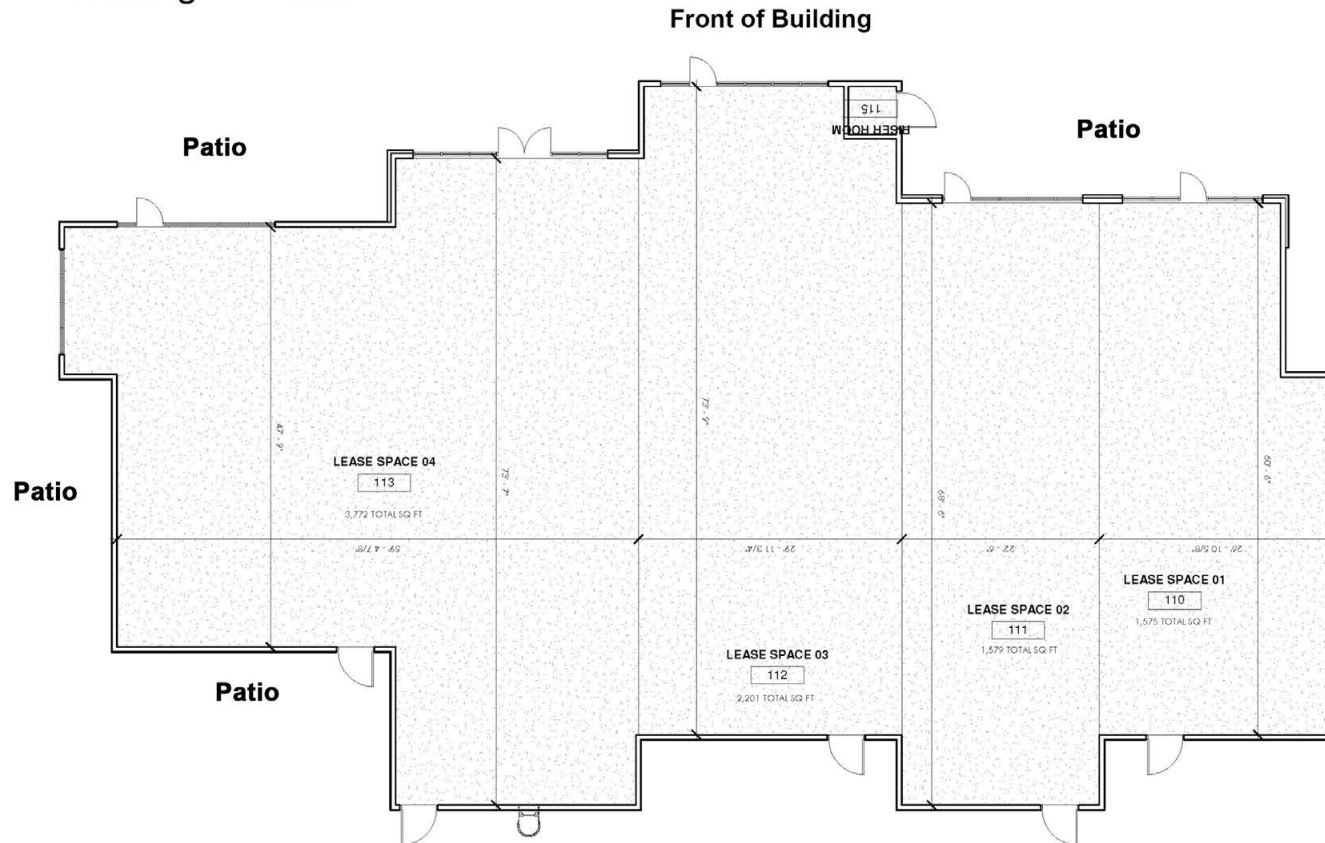 Front of Building
Patio
Patio
115
RISER ROOM
47' - 9"
73' - 9"
LEASE SPACE 04
113
3,772 TOTAL SQ FT
73' - 7"
60' - 6"
68' - 6"
Patio
59' - 4 7/8"
29' - 11 3/4"
22' - 6"
26' - 10 5/8"
LEASE SPACE 01
110
1,575 TOTAL SQ FT
LEASE SPACE 02
111
1,579 TOTAL SQ FT
LEASE SPACE 03
112
2,201 TOTAL SQ FT
Patio